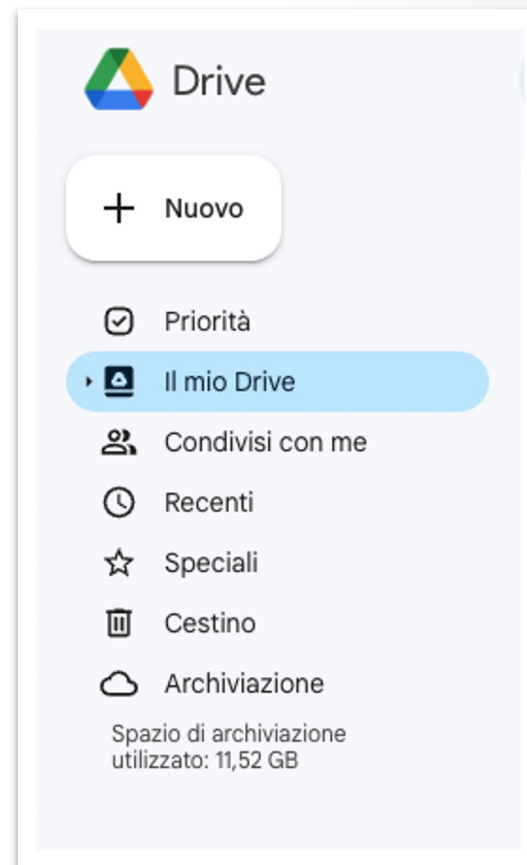 Drive
Nuovo
Priorità
Il mio Drive
Condivisi con me
Recenti
Speciali
Cestino
Archiviazione
Spazio di archiviazione
utilizzato: 11,52 GB